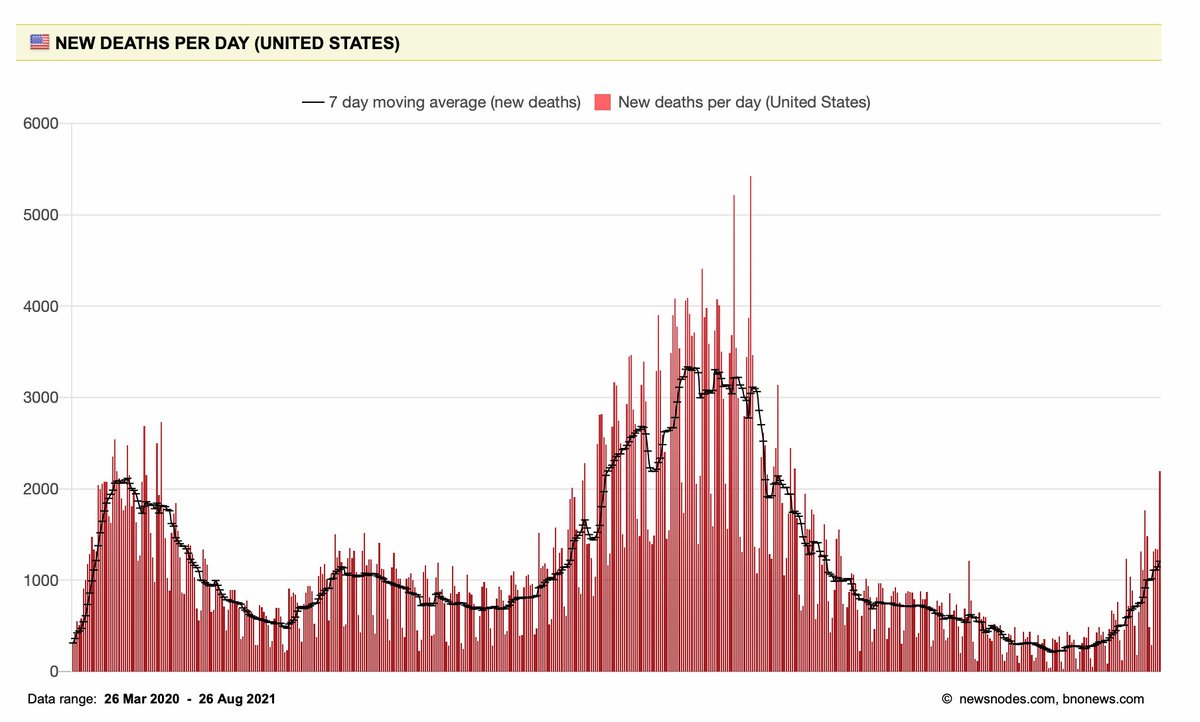 NEW DEATHS PER DAY (UNITED STATES)
7 day moving average (new deaths) New deaths per day (United States)
6000
5000
4000
3000
2000
1000
0
Data range: 26 Mar 2020 - 26 Aug 2021 © newsnodes.com, bnonews.com